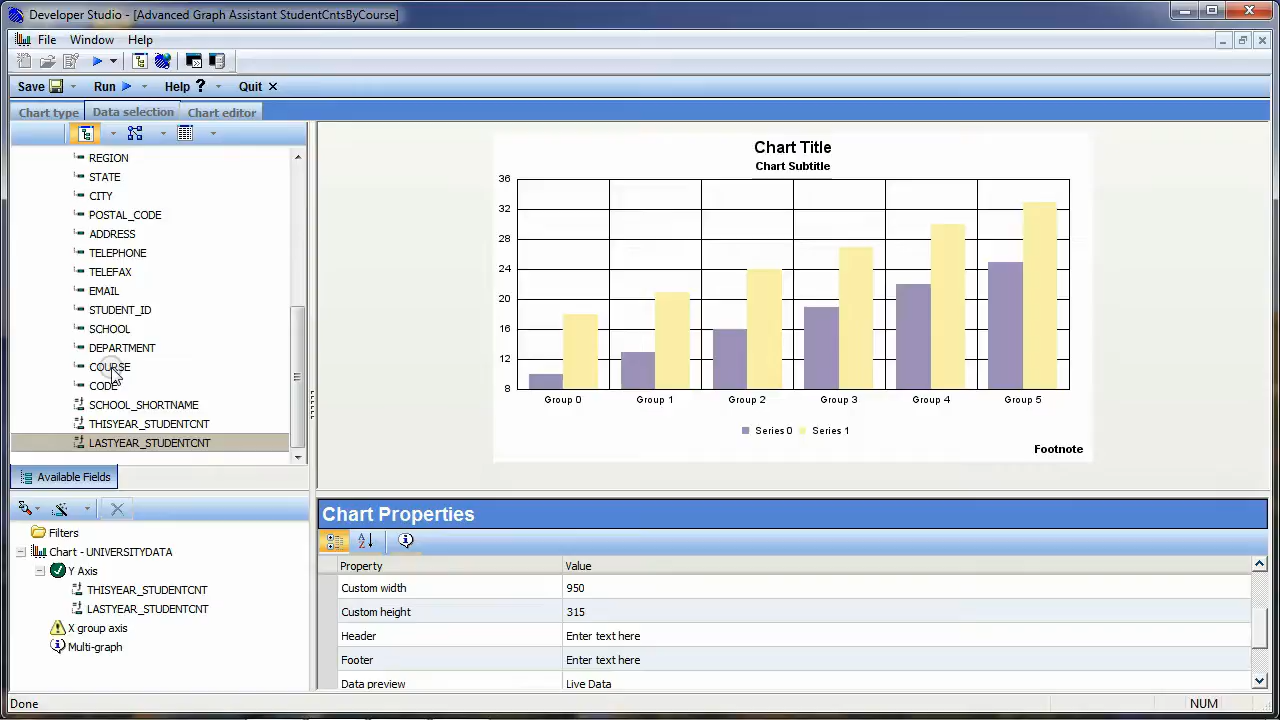 Developer Studio - [Advanced Graph Assistant StudentCntsByCourse]
File Window Help
Save Run Help ? Quit
Chart type Data selection Chart editor
REGION
STATE
CITY
POSTAL_CODE
ADDRESS
TELEPHONE
TELEFAX
EMAIL
STUDENT_ID
SCHOOL
DEPARTMENT
COURSE
CODE
SCHOOL_SHORTNAME
THISYEAR_STUDENTCNT
LASTYEAR_STUDENTCNT
Available Fields
Filters
Chart - UNIVERSITYDATA
Y Axis
THISYEAR_STUDENTCNT
LASTYEAR_STUDENTCNT
X group axis
Multi-graph
Chart Title
Chart Subtitle
36
32
28
24
20
16
12
8
Group 0 Group 1 Group 2 Group 3 Group 4 Group 5
Series 0 Series 1
Footnote
Chart Properties
Property Value
Custom width 950
Custom height 315
Header Enter text here
Footer Enter text here
Data preview Live Data
Done NUM